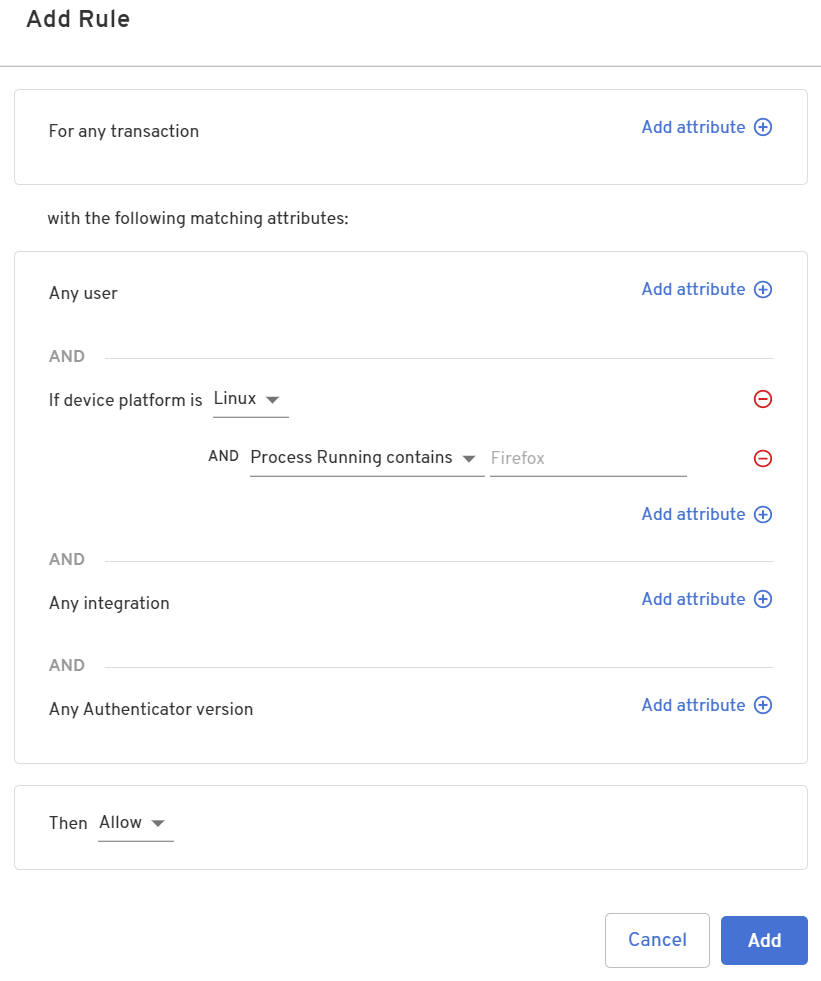 Add Rule
For any transaction
Add attribute
with the following matching attributes:
Any user
Add attribute
AND
If device platform is Linux
AND Process Running contains Firefox
Add attribute
AND
Any integration
Add attribute
AND
Any Authenticator version
Add attribute
Then Allow
Cancel
Add